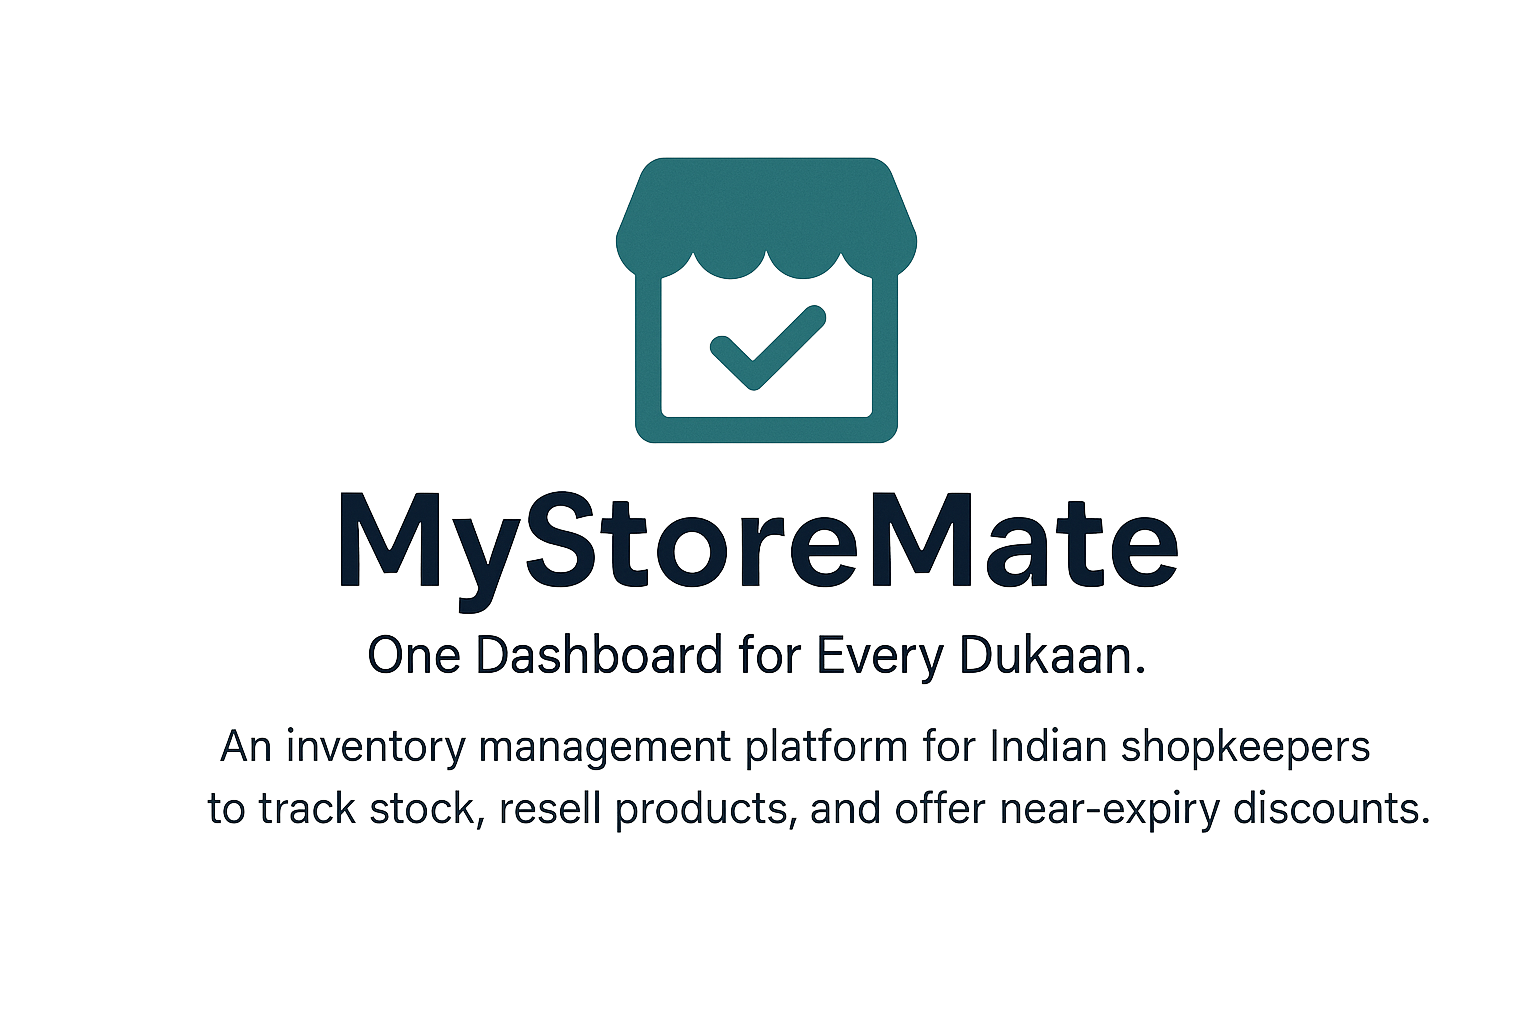 MyStoreMate
One Dashboard for Every Dukaan.
An inventory management platform for Indian shopkeepers
to track stock, resell products, and offer near-expiry discounts.